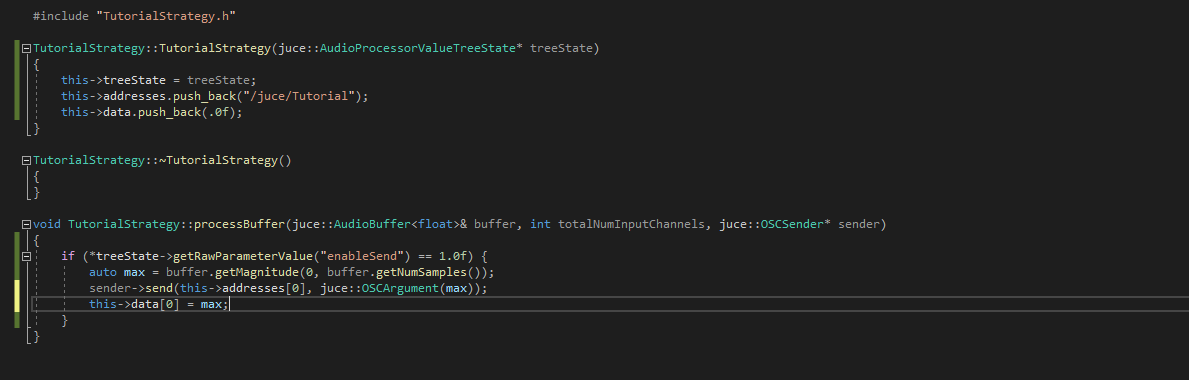 #include "TutorialStrategy.h"
TutorialStrategy::TutorialStrategy(juce::AudioProcessorValueTreeState* treeState)
{
this->treeState = treeState;
this->addresses.push_back("/juce/Tutorial");
this->data.push_back(.0f);
}
TutorialStrategy::~TutorialStrategy()
{
}
void TutorialStrategy::processBuffer(juce::AudioBuffer<float>& buffer, int totalNumInputChannels, juce::OSCSender* sender)
{
if (*treeState->getRawParameterValue("enableSend") == 1.0f) {
auto max = buffer.getMagnitude(0, buffer.getNumSamples());
sender->send(this->addresses[0], juce::OSCArgument(max));
this->data[0] = max;
}
}